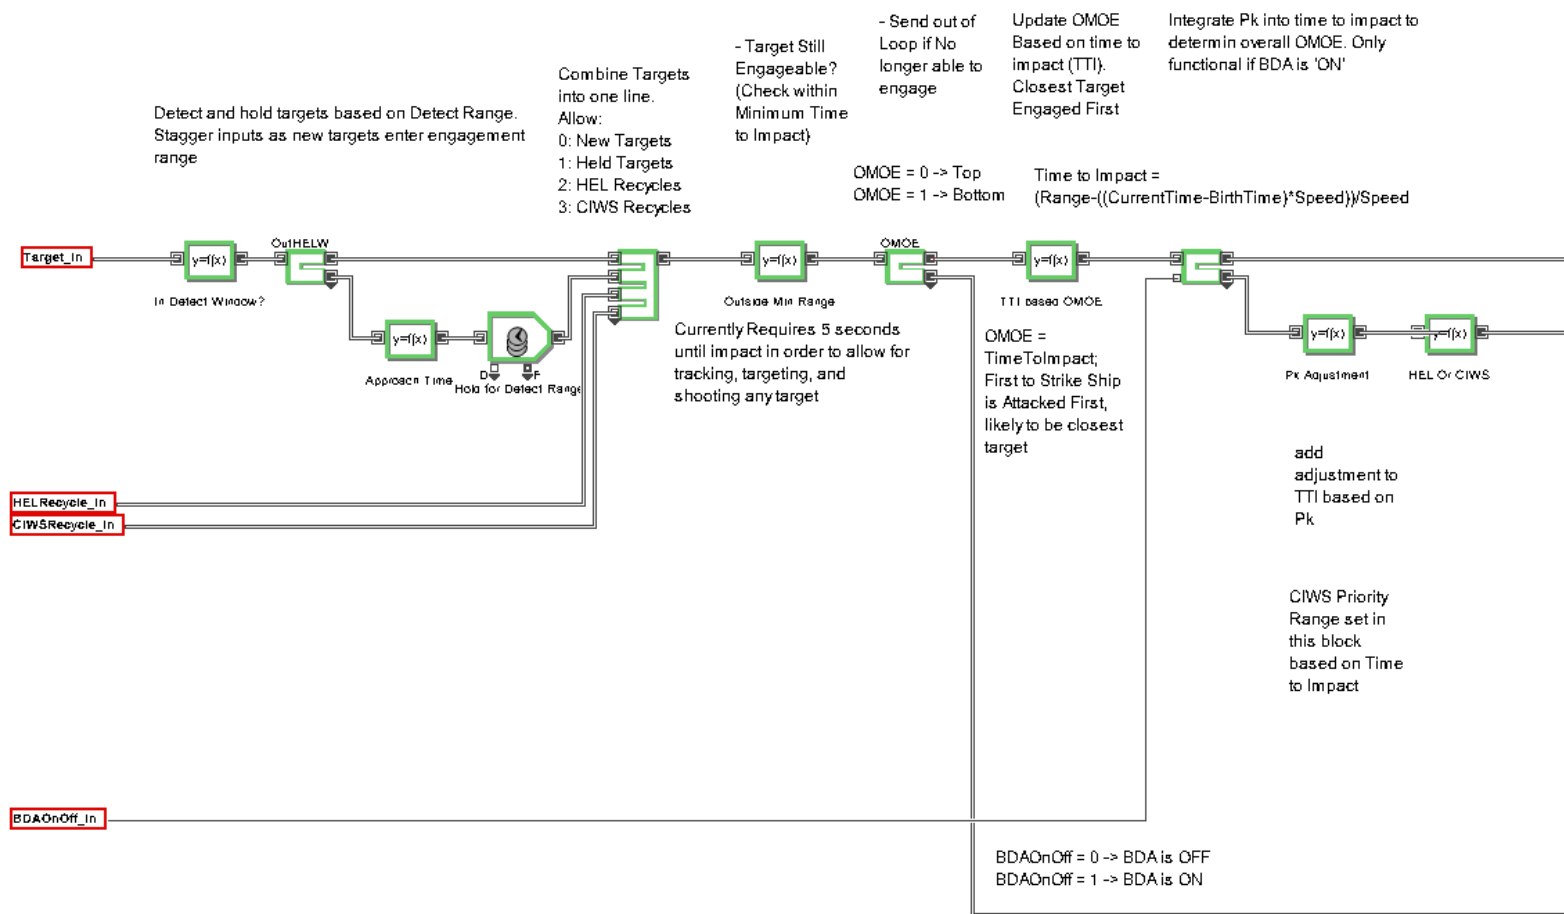 Detect and hold targets based on Detect Range.
Stagger inputs as new targets enter engagement
range
Combine Targets
into one line.
Allow:
0: New Targets
1: Held Targets
2: HEL Recycles
3: CIWS Recycles
- Target Still
Engageable?
(Check within
Minimum Time
to Impact)
- Send out of
Loop if No
longer able to
engage
Update OMOE
Based on time to
impact (TTI).
Closest Target
Engaged First
Integrate Pk into time to impact to
determin overall OMOE. Only
functional if BDA is 'ON'
OMOE = 0 -> Top
OMOE = 1 -> Bottom
Time to Impact =
(Range-((CurrentTime-BirthTime)*Speed))/Speed
Target_In
y=f(x)
In Detect Window?
OutHELW
y=f(x)
Approach Time
D
F
Hold for Detect Range
y=f(x)
Outside Min Range
OMOE
y=f(x)
TTI based OMOE
y=f(x)
Pk Adjustment
y=f(x)
HEL Or CIWS
Currently Requires 5 seconds
until impact in order to allow for
tracking, targeting, and
shooting any target
OMOE =
TimeToImpact;
First to Strike Ship
is Attacked First,
likely to be closest
target
add
adjustment to
TTI based on
Pk
HELRecycle_In
CIWSRecycle_In
CIWS Priority
Range set in
this block
based on Time
to Impact
BDAOnOff_In
BDAOnOff = 0 -> BDA is OFF
BDAOnOff = 1 -> BDA is ON